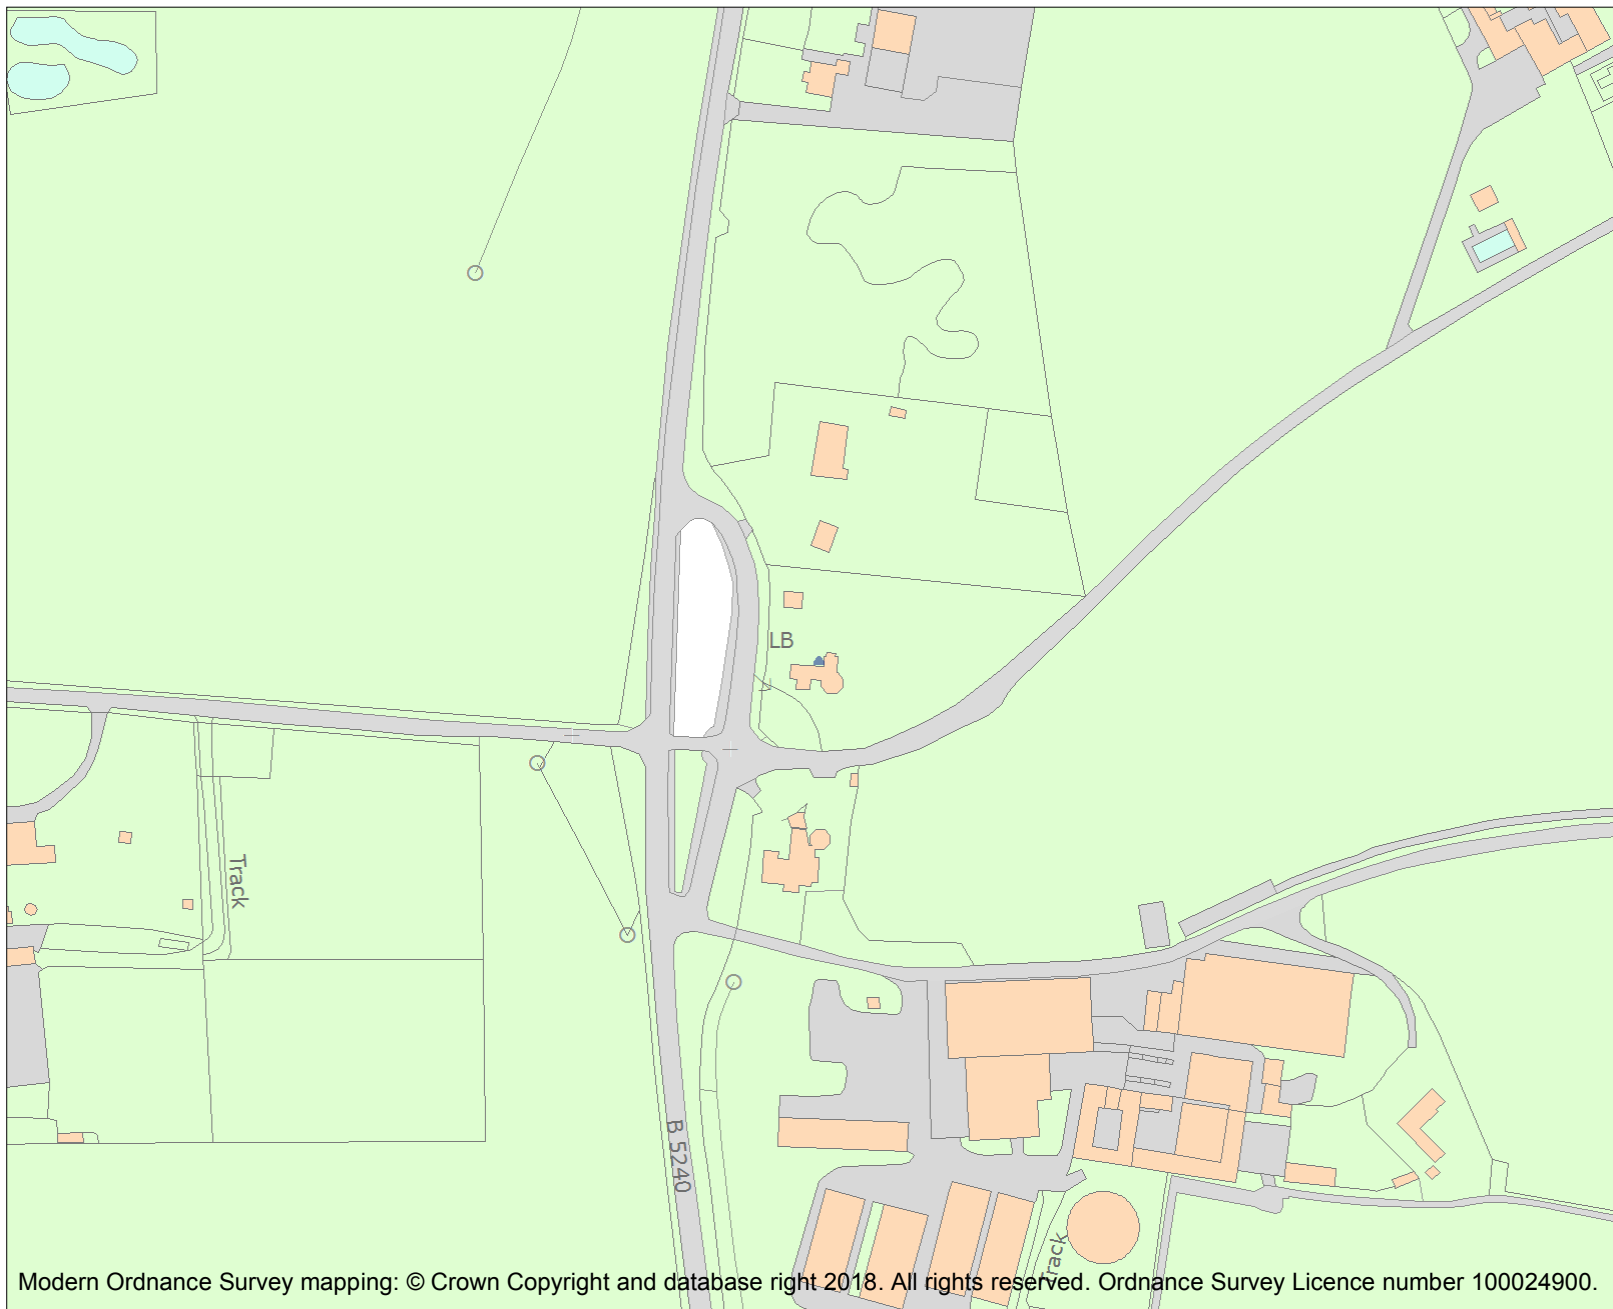 LB
Track
B 5240
Track
Modern Ordnance Survey mapping: © Crown Copyright and database right 2018. All rights reserved. Ordnance Survey Licence number 100024900.